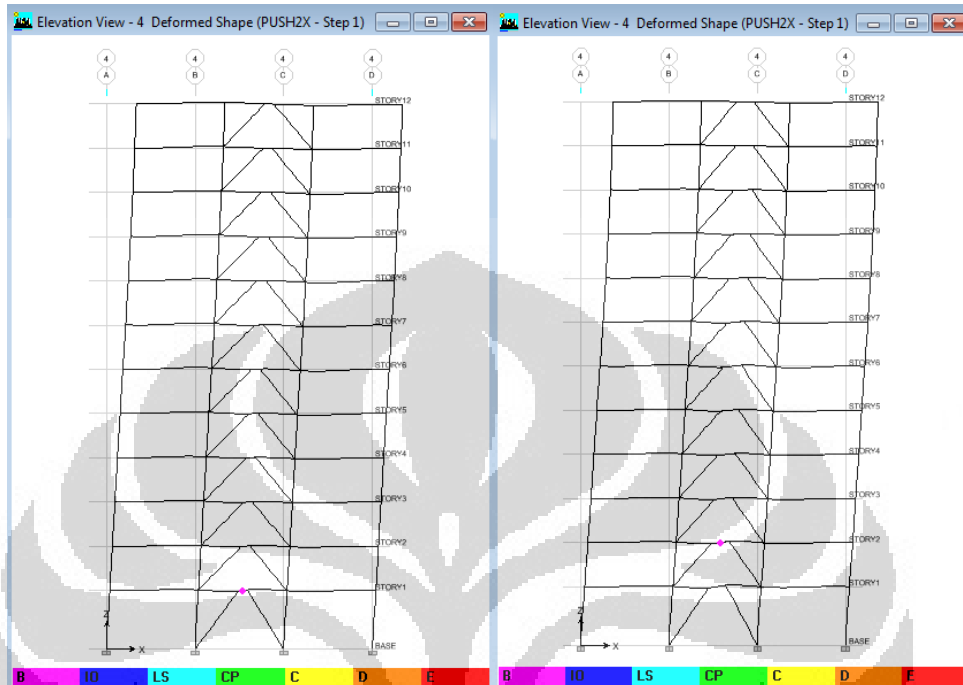 Elevation View - 4 Deformed Shape (PUSH2X - Step 1)
4 4 4 4
A B C D
STORY12
STORY11
STORY10
STORY9
STORY8
STORY7
STORY6
STORY5
STORY4
STORY3
STORY2
STORY1
Z
X
BASE
B IO LS CP C D E
Elevation View - 4 Deformed Shape (PUSH2X - Step 1)
4 4 4 4
A B C D
STORY12
STORY11
STORY10
STORY9
STORY8
STORY7
STORY6
STORY5
STORY4
STORY3
STORY2
STORY1
Z
X
BASE
B IO LS CP C D E